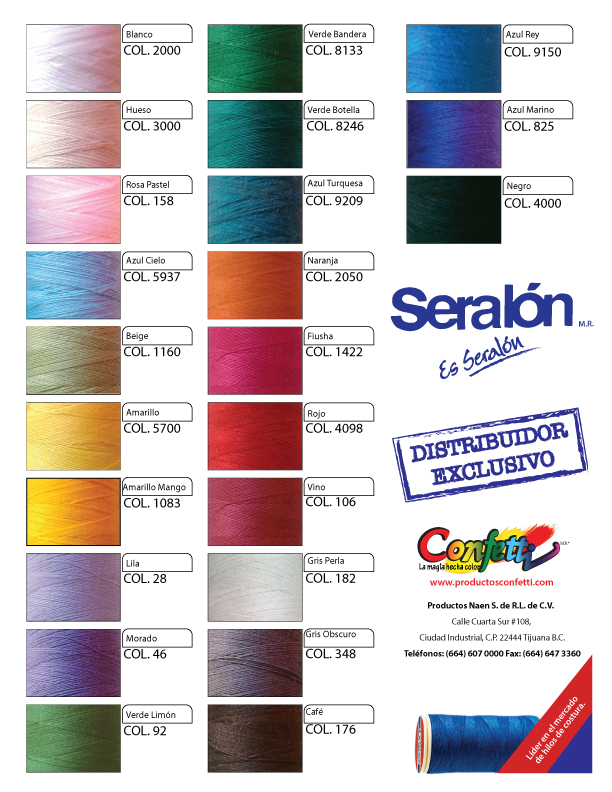 Blanco
COL. 2000
Hueso
COL. 3000
Rosa Pastel
COL. 158
Azul Cielo
COL. 5937
Beige
COL. 1160
Amarillo
COL. 5700
Amarillo Mango
COL. 1083
Lila
COL. 28
Morado
COL. 46
Verde Limón
COL. 92
Verde Bandera
COL. 8133
Verde Botella
COL. 8246
Azul Turquesa
COL. 9209
Naranja
COL. 2050
Fiusha
COL. 1422
Rojo
COL. 4098
Vino
COL. 106
Gris Perla
COL. 182
Gris Obscuro
COL. 348
Café
COL. 176
Azul Rey
COL. 9150
Azul Marino
COL. 825
Negro
COL. 4000
Seralón M.R.
Es Seralón
DISTRIBUIDOR
EXCLUSIVO
Confetti M.R.
La magia hecha color
www.productosconfetti.com
Productos Naen S. de R.L. de C.V.
Calle Cuarta Sur #108,
Ciudad Industrial, C.P. 22444 Tijuana B.C.
Teléfonos: (664) 607 0000 Fax: (664) 647 3360
Líder en el mercado
de hilos de costura.